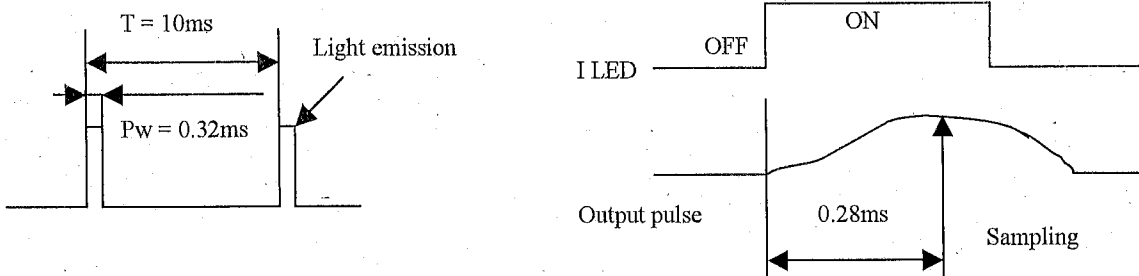 T = 10ms
Light emission
Pw = 0.32ms
OFF
ON
I LED
Output pulse
0.28ms
Sampling